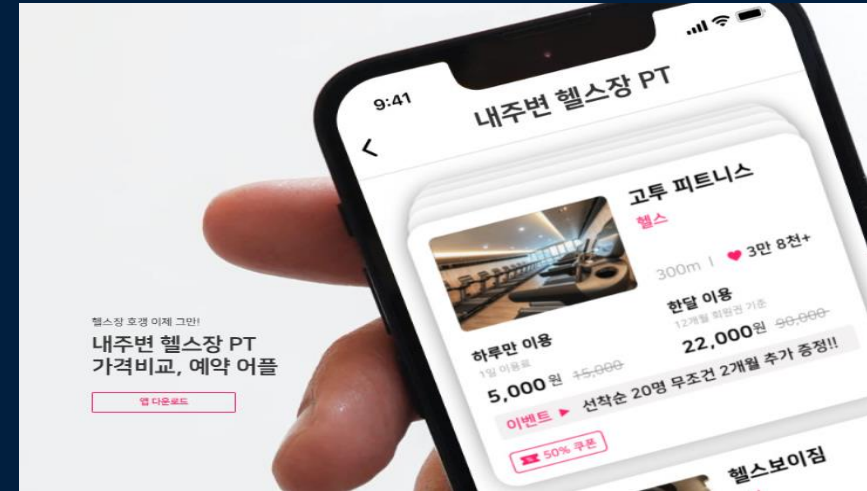 헬스장 호갱 이제 그만!
내주변 헬스장 PT
가격비교, 예약 어플
앱 다운로드
9:41
내주변 헬스장 PT
고투 피트니스
헬스
300m | 3만 8천+
하루만 이용
1일 이용료
5,000원 15,000
한달 이용
12개월 회원권 기준
22,000원 90,000
이벤트 ▶ 선착순 20명 무조건 2개월 추가 증정!!
50% 쿠폰
헬스보이짐